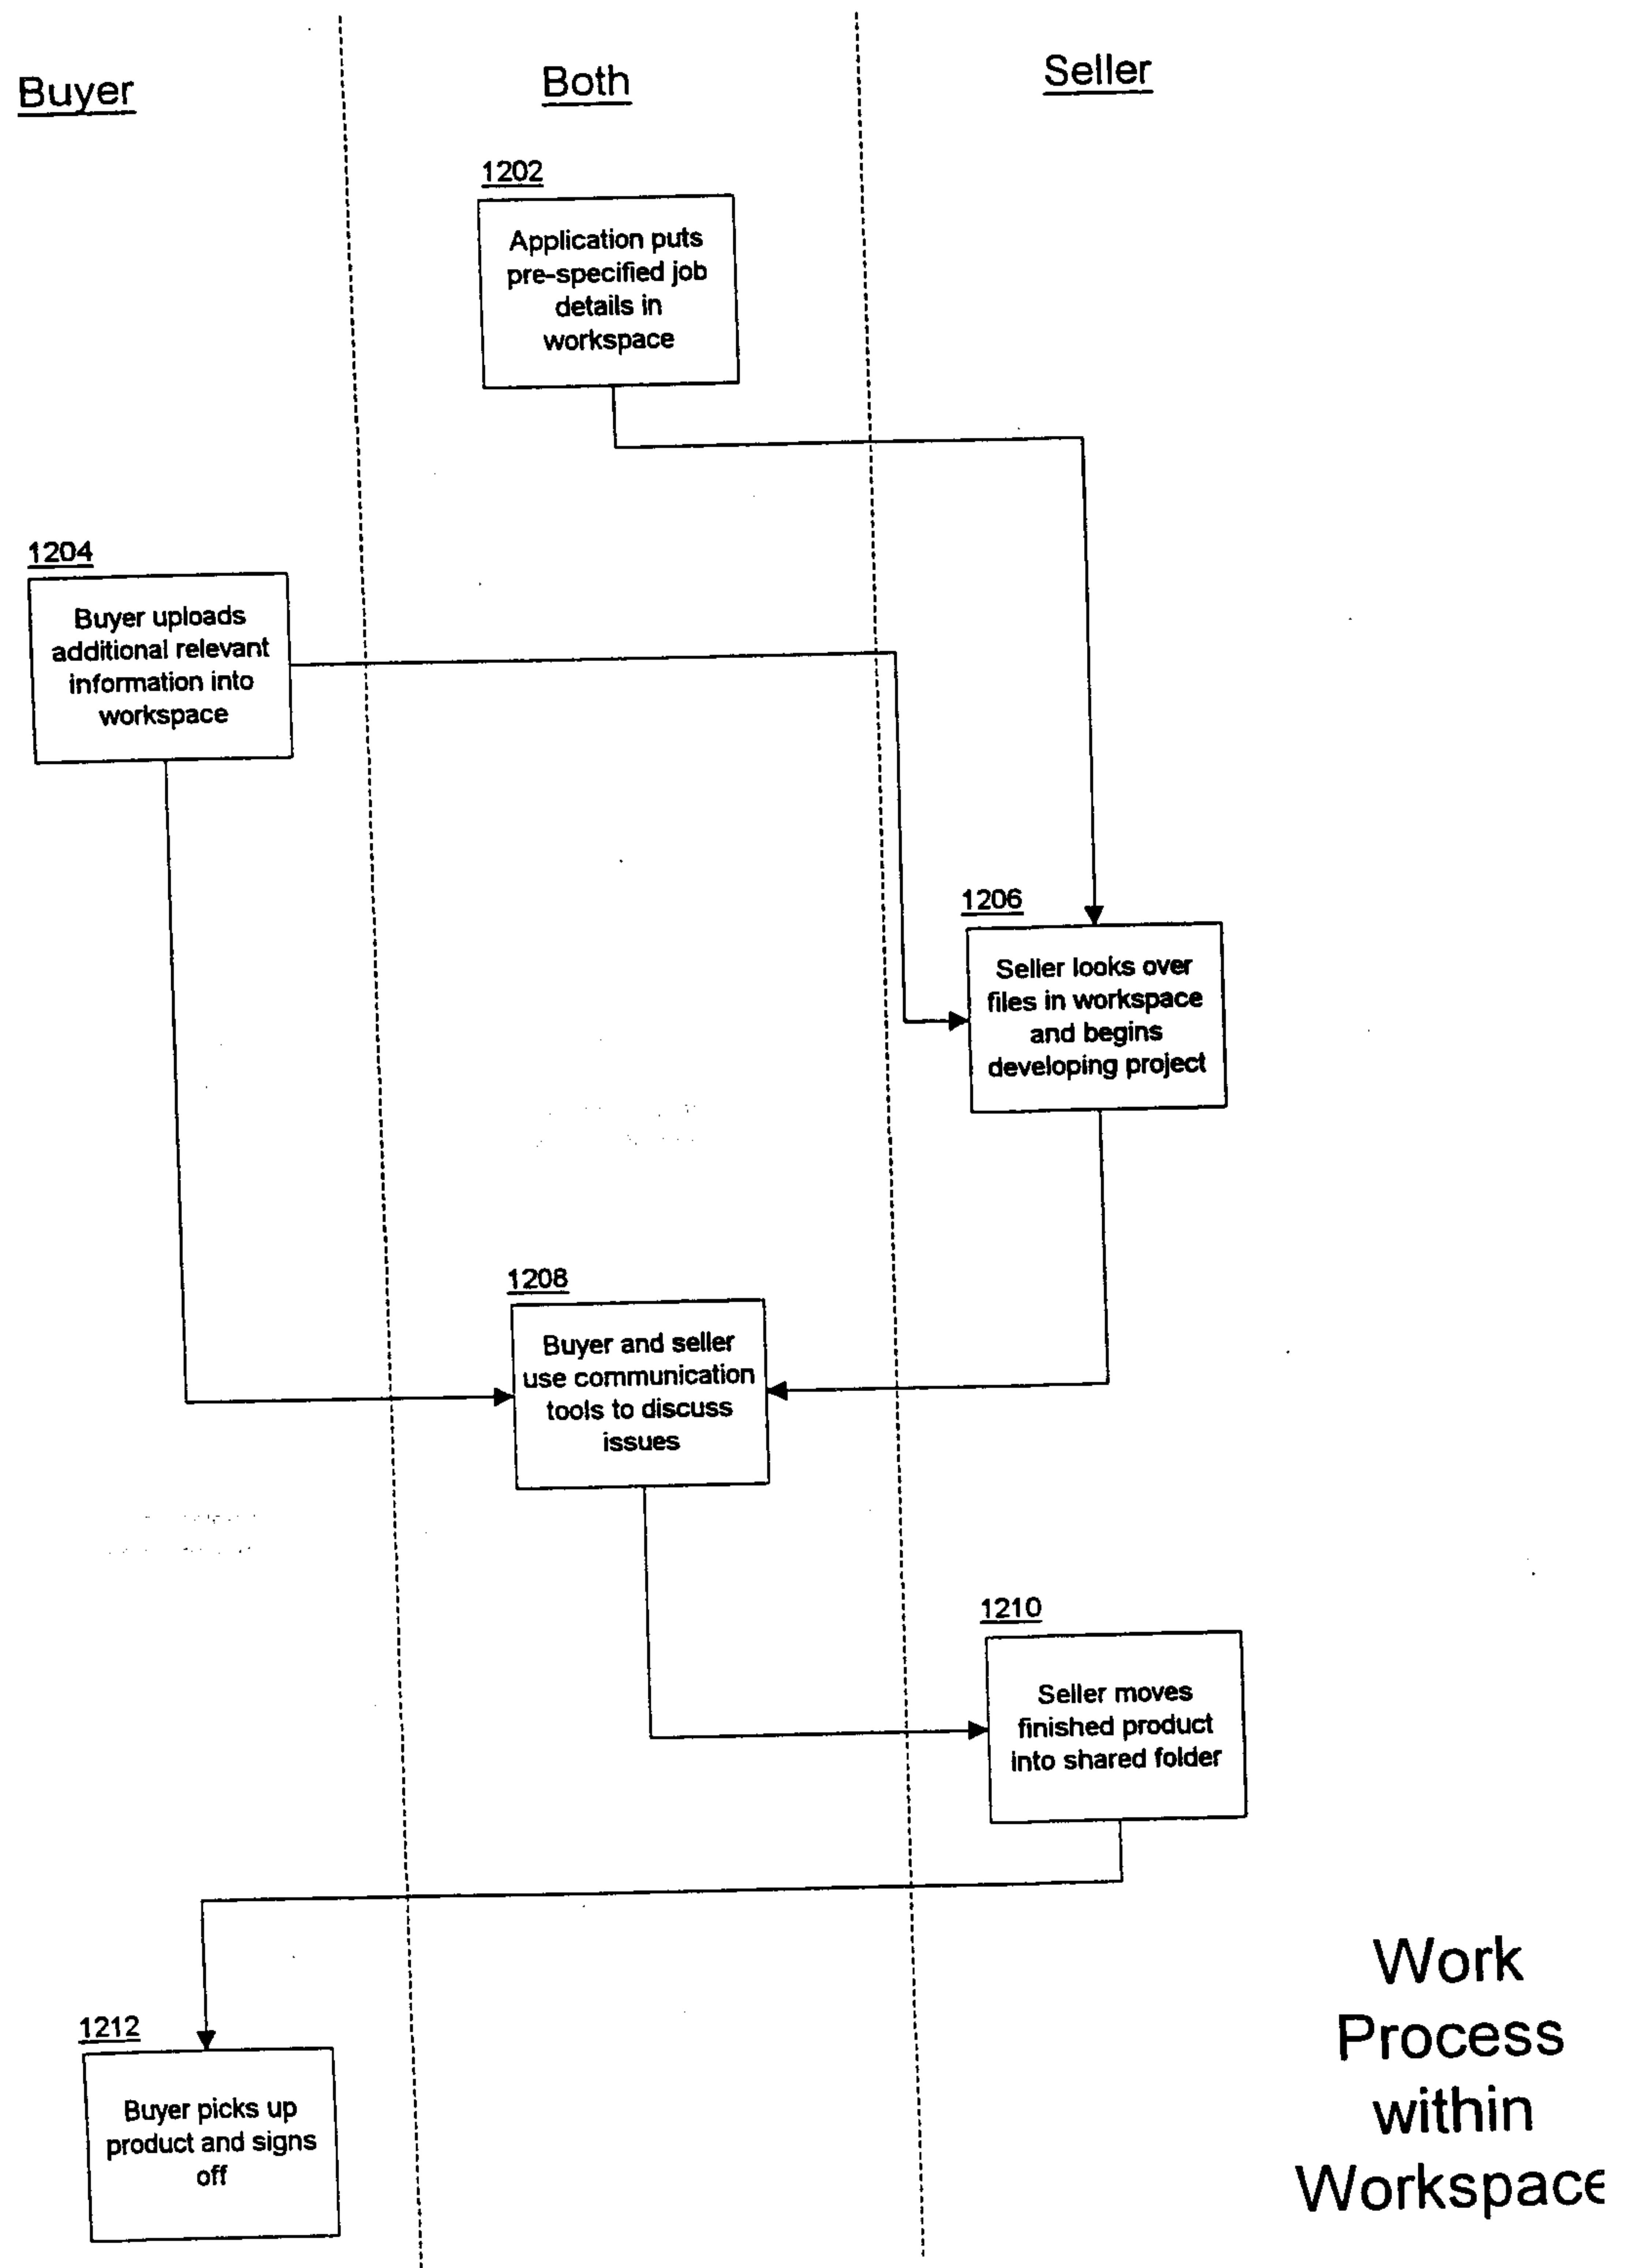 Buyer
Both
Seller
1202
Application puts
pre-specified job
details in
workspace
1204
Buyer uploads
additional relevant
information into
workspace
1206
Seller looks over
files in workspace
and begins
developing project
1208
Buyer and seller
use communication
tools to discuss
issues
1210
Seller moves
finished product
into shared folder
1212
Buyer picks up
product and signs
off
Work
Process
within
Workspace